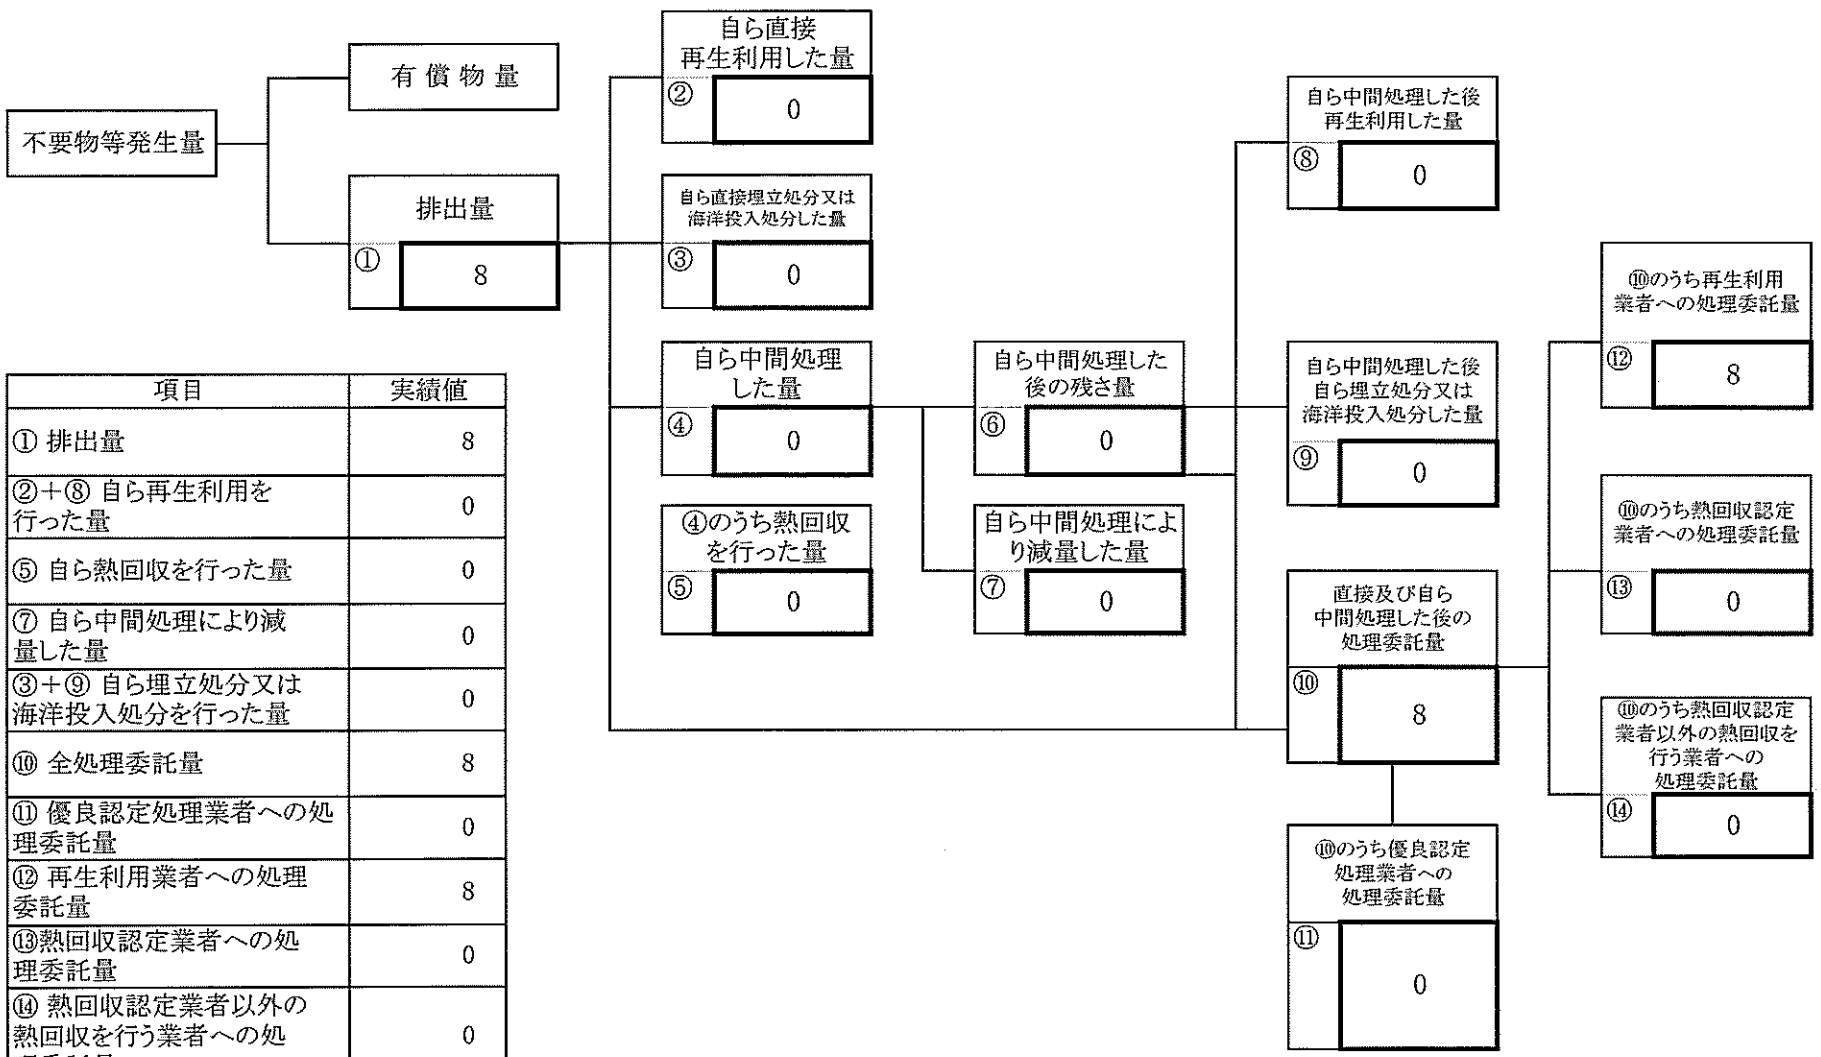 不要物等発生量
有償物量
排出量
①
8
自ら直接
再生利用した量
②
0
自ら直接埋立処分又は
海洋投入処分した量
③
0
自ら中間処理
した量
④
0
④のうち熱回収
を行った量
⑤
0
自ら中間処理した
後の残さ量
⑥
0
自ら中間処理によ
り減量した量
⑦
0
自ら中間処理した後
再生利用した量
⑧
0
自ら中間処理した後
自ら埋立処分又は
海洋投入処分した量
⑨
0
直接及び自ら
中間処理した後の
処理委託量
⑩
8
⑩のうち優良認定
処理業者への
処理委託量
⑪
0
⑩のうち再生利用
業者への処理委託量
⑫
8
⑩のうち熱回収認定
業者への処理委託量
⑬
0
⑩のうち熱回収認定
業者以外の熱回収を
行う業者への
処理委託量
⑭
0
項目 実績値
① 排出量 8
②+⑧ 自ら再生利用を
行った量 0
⑤ 自ら熱回収を行った量 0
⑦ 自ら中間処理により減
量した量 0
③+⑨ 自ら埋立処分又は
海洋投入処分を行った量 0
⑩ 全処理委託量 8
⑪ 優良認定処理業者への処
理委託量 0
⑫ 再生利用業者への処理
委託量 8
⑬熱回収認定業者への処
理委託量 0
⑭ 熱回収認定業者以外の
熱回収を行う業者への処 0